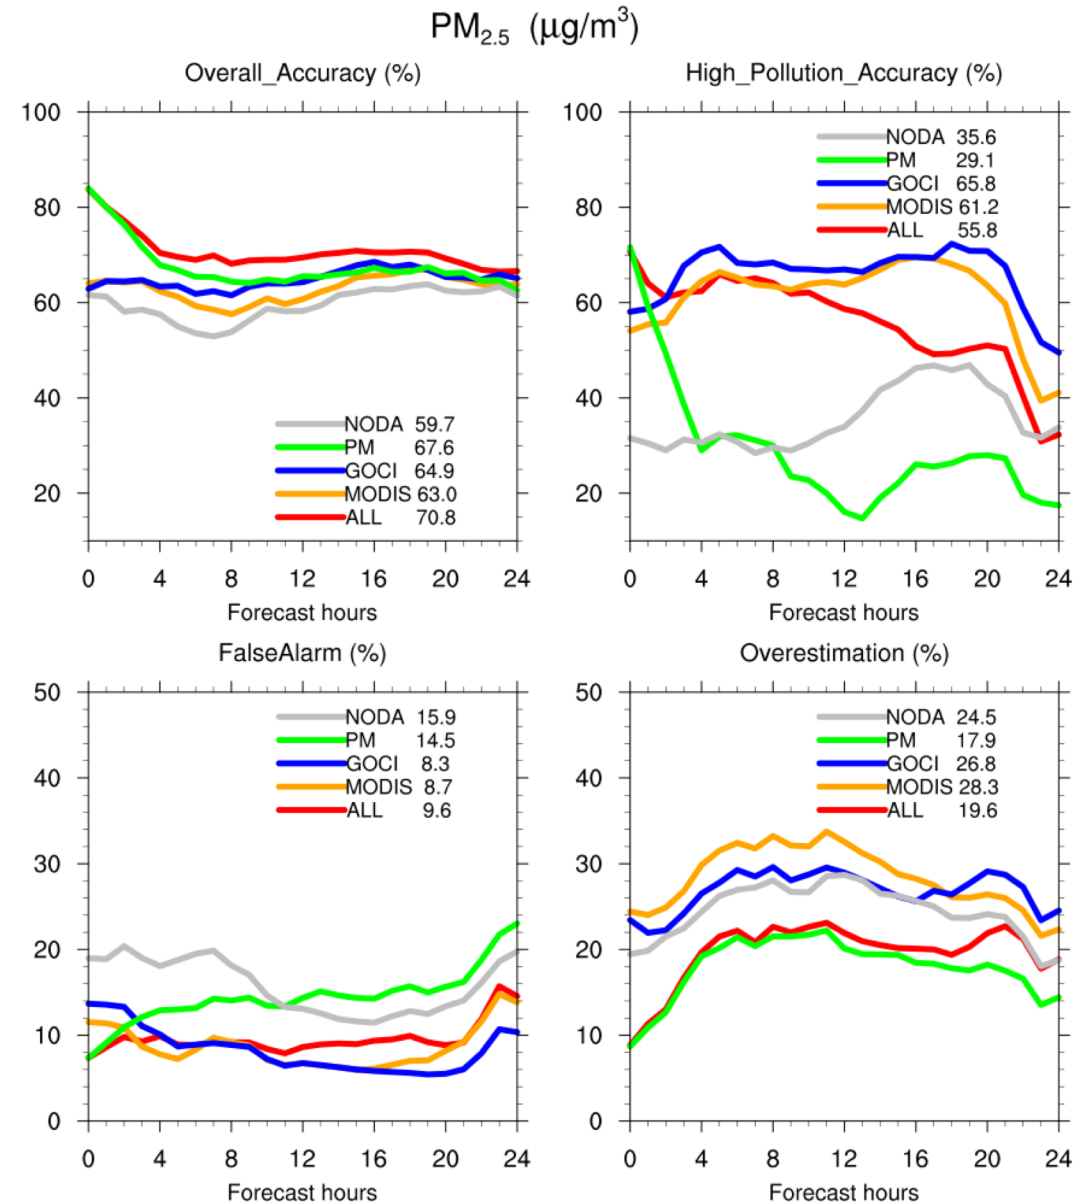 PM2.5 (μg/m3)
Overall_Accuracy (%)
100
80
60
40
20
NODA 59.7
PM 67.6
GOCI 64.9
MODIS 63.0
ALL 70.8
0 4 8 12 16 20 24
Forecast hours
High_Pollution_Accuracy (%)
100
80
60
40
20
NODA 35.6
PM 29.1
GOCI 65.8
MODIS 61.2
ALL 55.8
0 4 8 12 16 20 24
Forecast hours
FalseAlarm (%)
50
40
30
20
10
0
NODA 15.9
PM 14.5
GOCI 8.3
MODIS 8.7
ALL 9.6
0 4 8 12 16 20 24
Forecast hours
Overestimation (%)
50
40
30
20
10
0
NODA 24.5
PM 17.9
GOCI 26.8
MODIS 28.3
ALL 19.6
0 4 8 12 16 20 24
Forecast hours